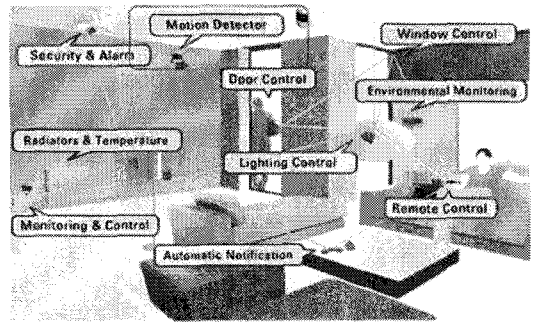 Motion Detector
Security & Alarm
Window Control
Door Control
Environmental Monitoring
Radiators & Temperature
Lighting Control
Remote Control
Monitoring & Control
Automatic Notification